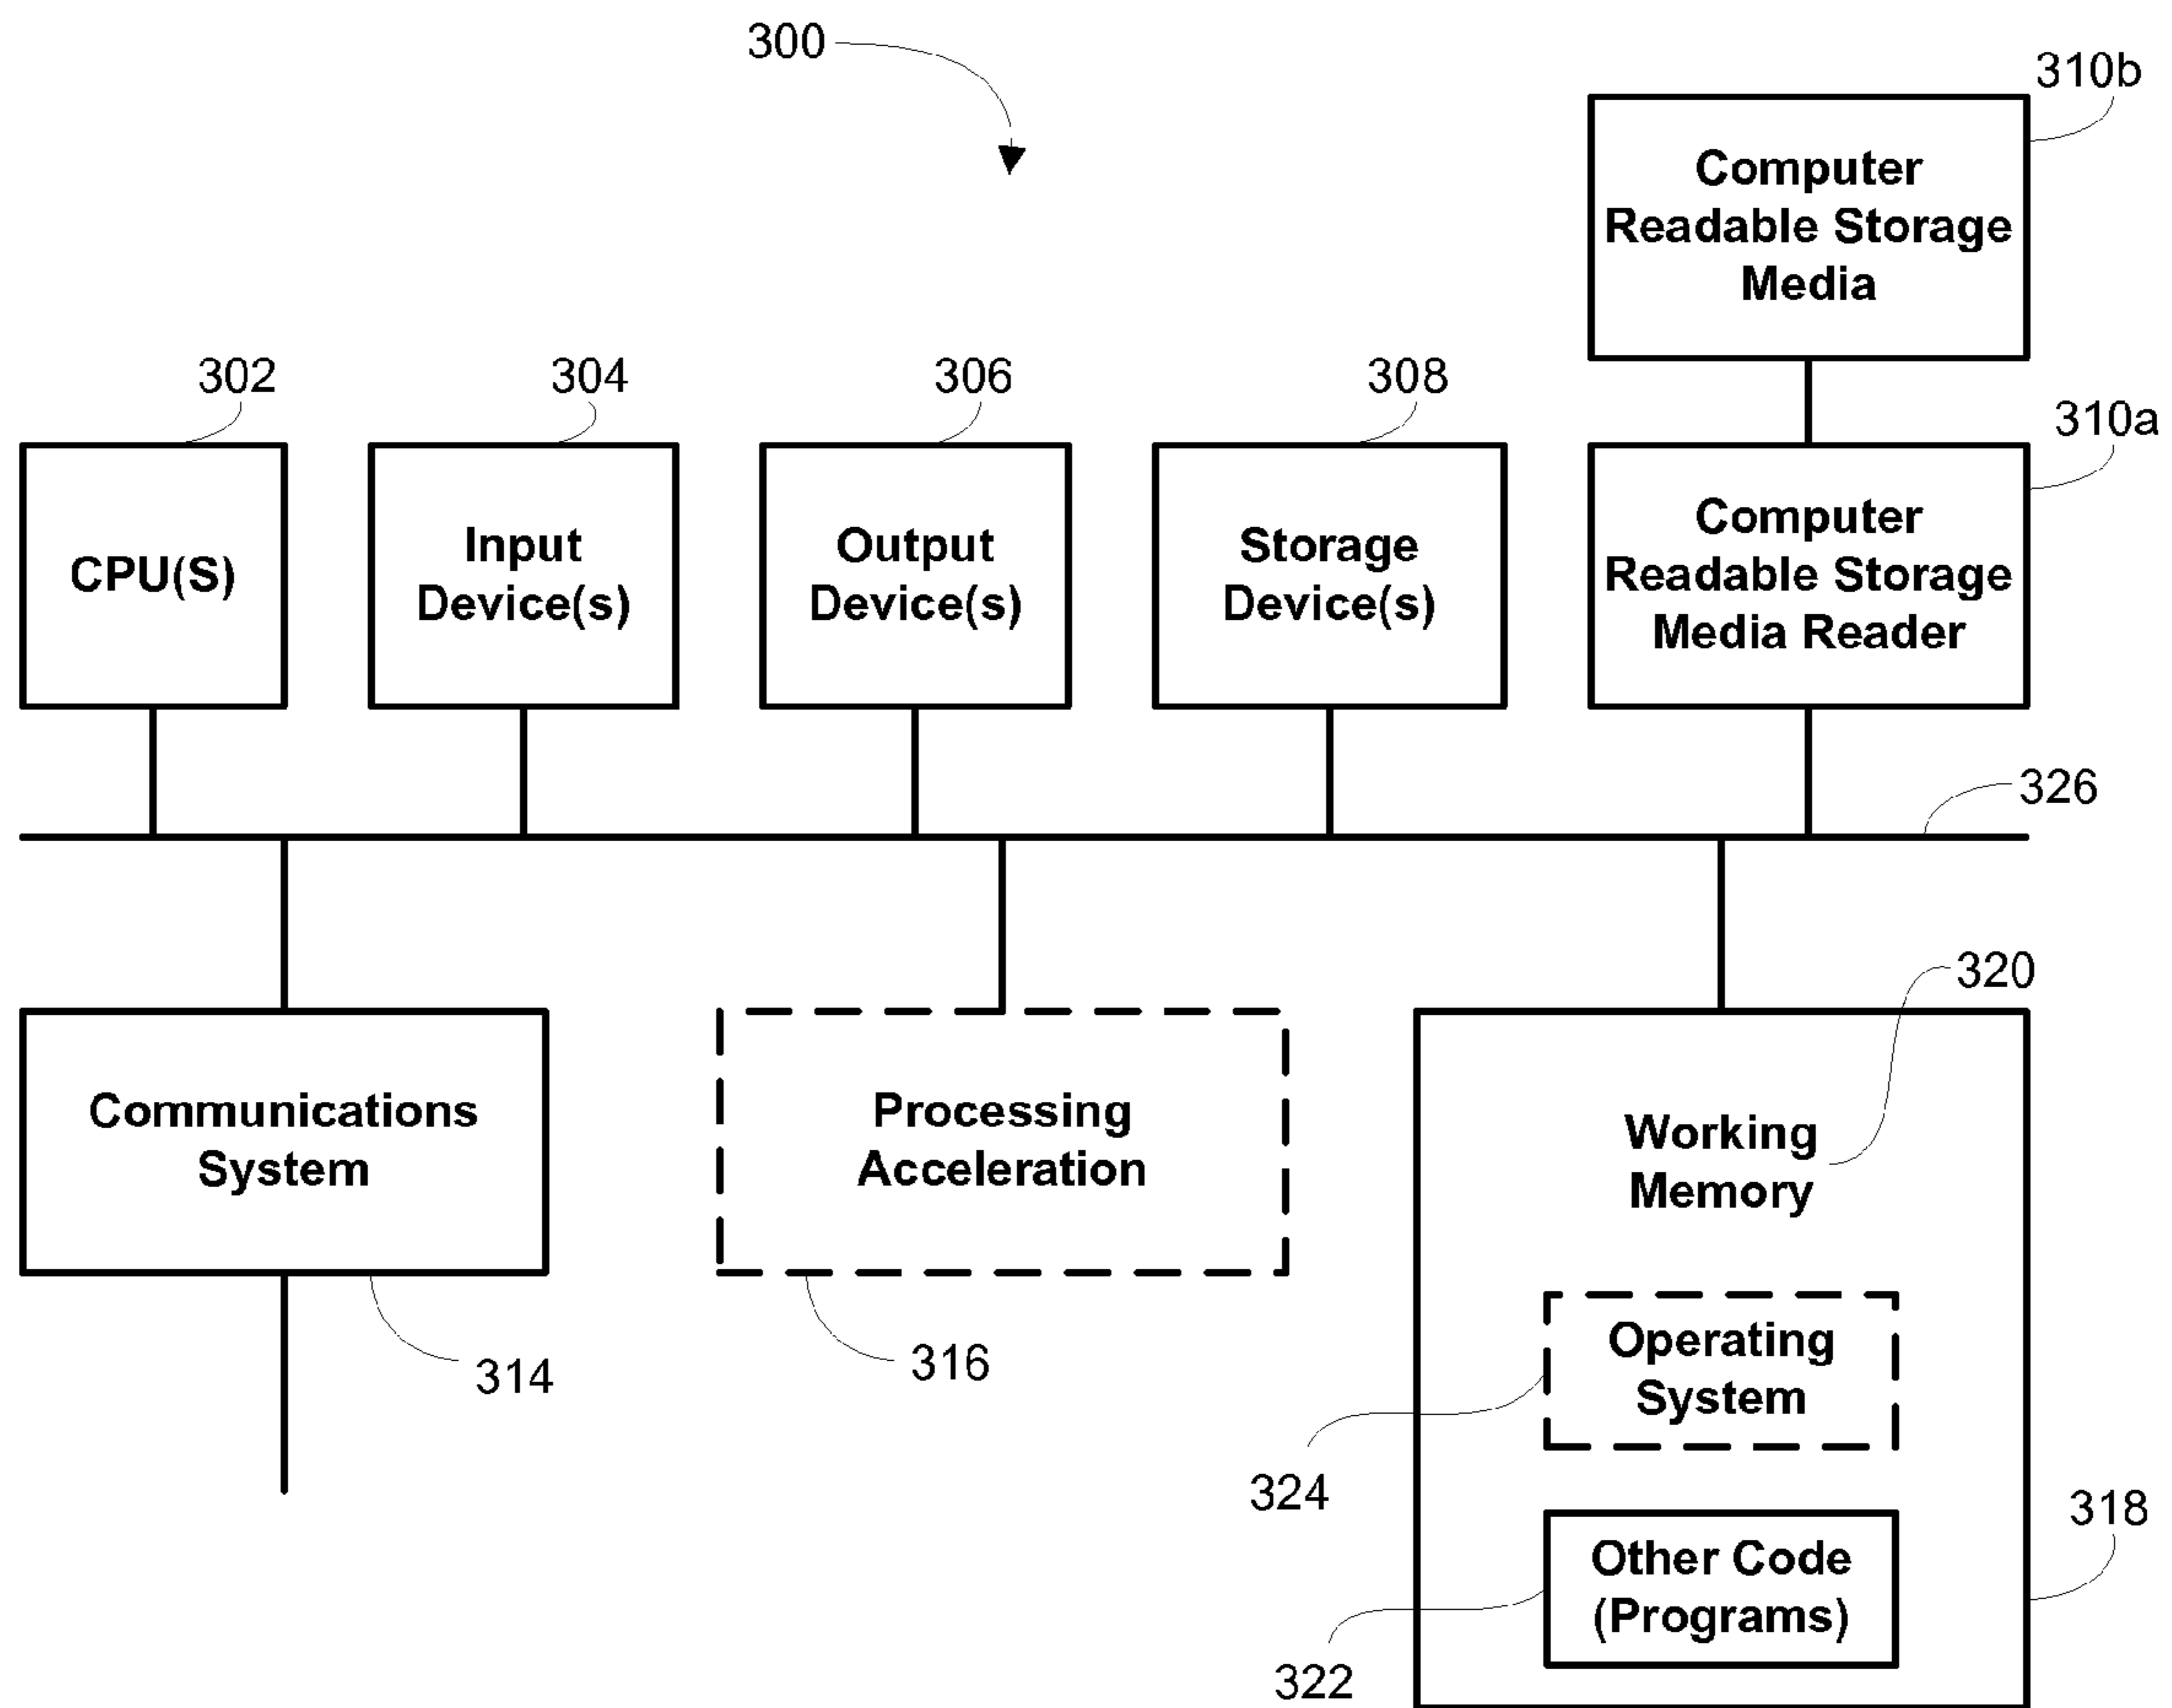 300
310b
Computer
Readable Storage
Media
302
304
306
308
310a
CPU(S)
Input
Device(s)
Output
Device(s)
Storage
Device(s)
Computer
Readable Storage
Media Reader
326
320
Communications
System
Processing
Acceleration
Working
Memory
314
316
Operating
System
324
318
Other Code
(Programs)
322